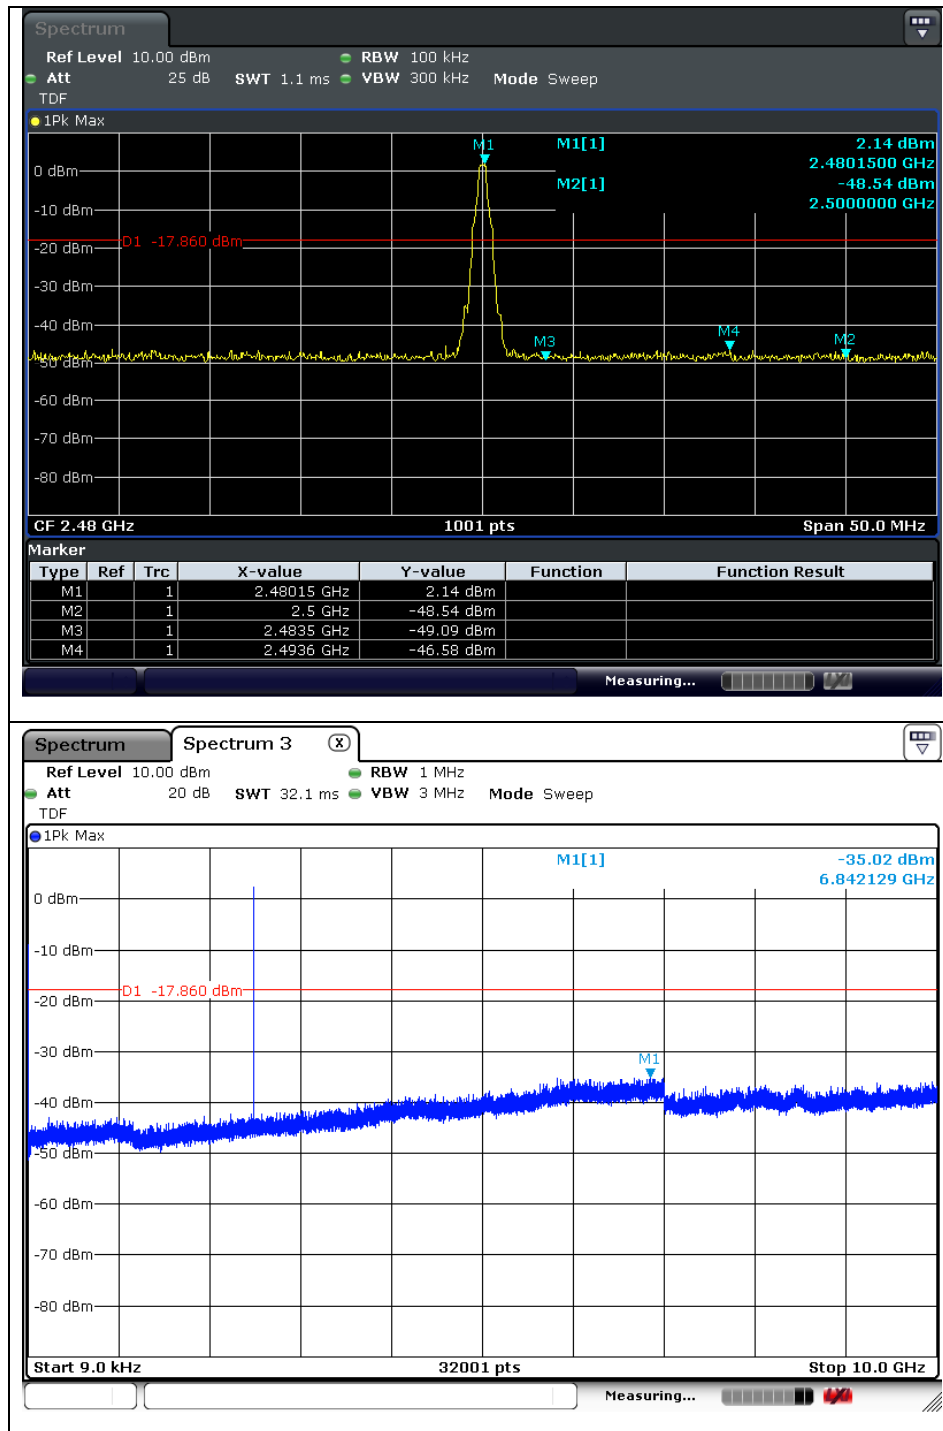 Spectrum
Ref Level 10.00 dBm RBW 100 kHz
Att 25 dB SWT 1.1 ms VBW 300 kHz Mode Sweep
TDF
1Pk Max
M1[1] 2.14 dBm
2.4801500 GHz
M2[1] -48.54 dBm
2.5000000 GHz
M1
0 dBm
-10 dBm
D1 -17.860 dBm
-20 dBm
-30 dBm
-40 dBm
M3 M4 M2
-50 dBm
-60 dBm
-70 dBm
-80 dBm
CF 2.48 GHz 1001 pts Span 50.0 MHz
Marker
Type Ref Trc X-value Y-value Function Function Result
M1 1 2.48015 GHz 2.14 dBm
M2 1 2.5 GHz -48.54 dBm
M3 1 2.4835 GHz -49.09 dBm
M4 1 2.4936 GHz -46.58 dBm
Measuring...
Spectrum Spectrum 3 X
Ref Level 10.00 dBm RBW 1 MHz
Att 20 dB SWT 32.1 ms VBW 3 MHz Mode Sweep
TDF
1Pk Max
M1[1] -35.02 dBm
6.842129 GHz
0 dBm
-10 dBm
D1 -17.860 dBm
-20 dBm
-30 dBm
M1
-40 dBm
-50 dBm
-60 dBm
-70 dBm
-80 dBm
Start 9.0 kHz 32001 pts Stop 10.0 GHz
Measuring...